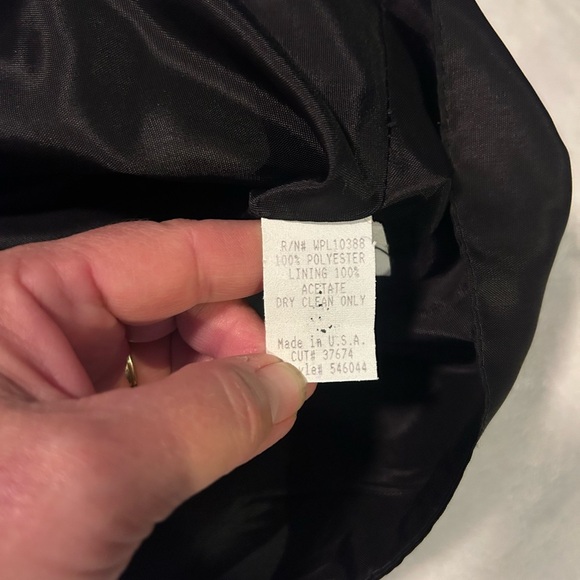 R/N# WPL10388
100% POLYESTER
LINING 100%
ACETATE
DRY CLEAN ONLY
Made in U.S.A.
CUT# 37674
546044